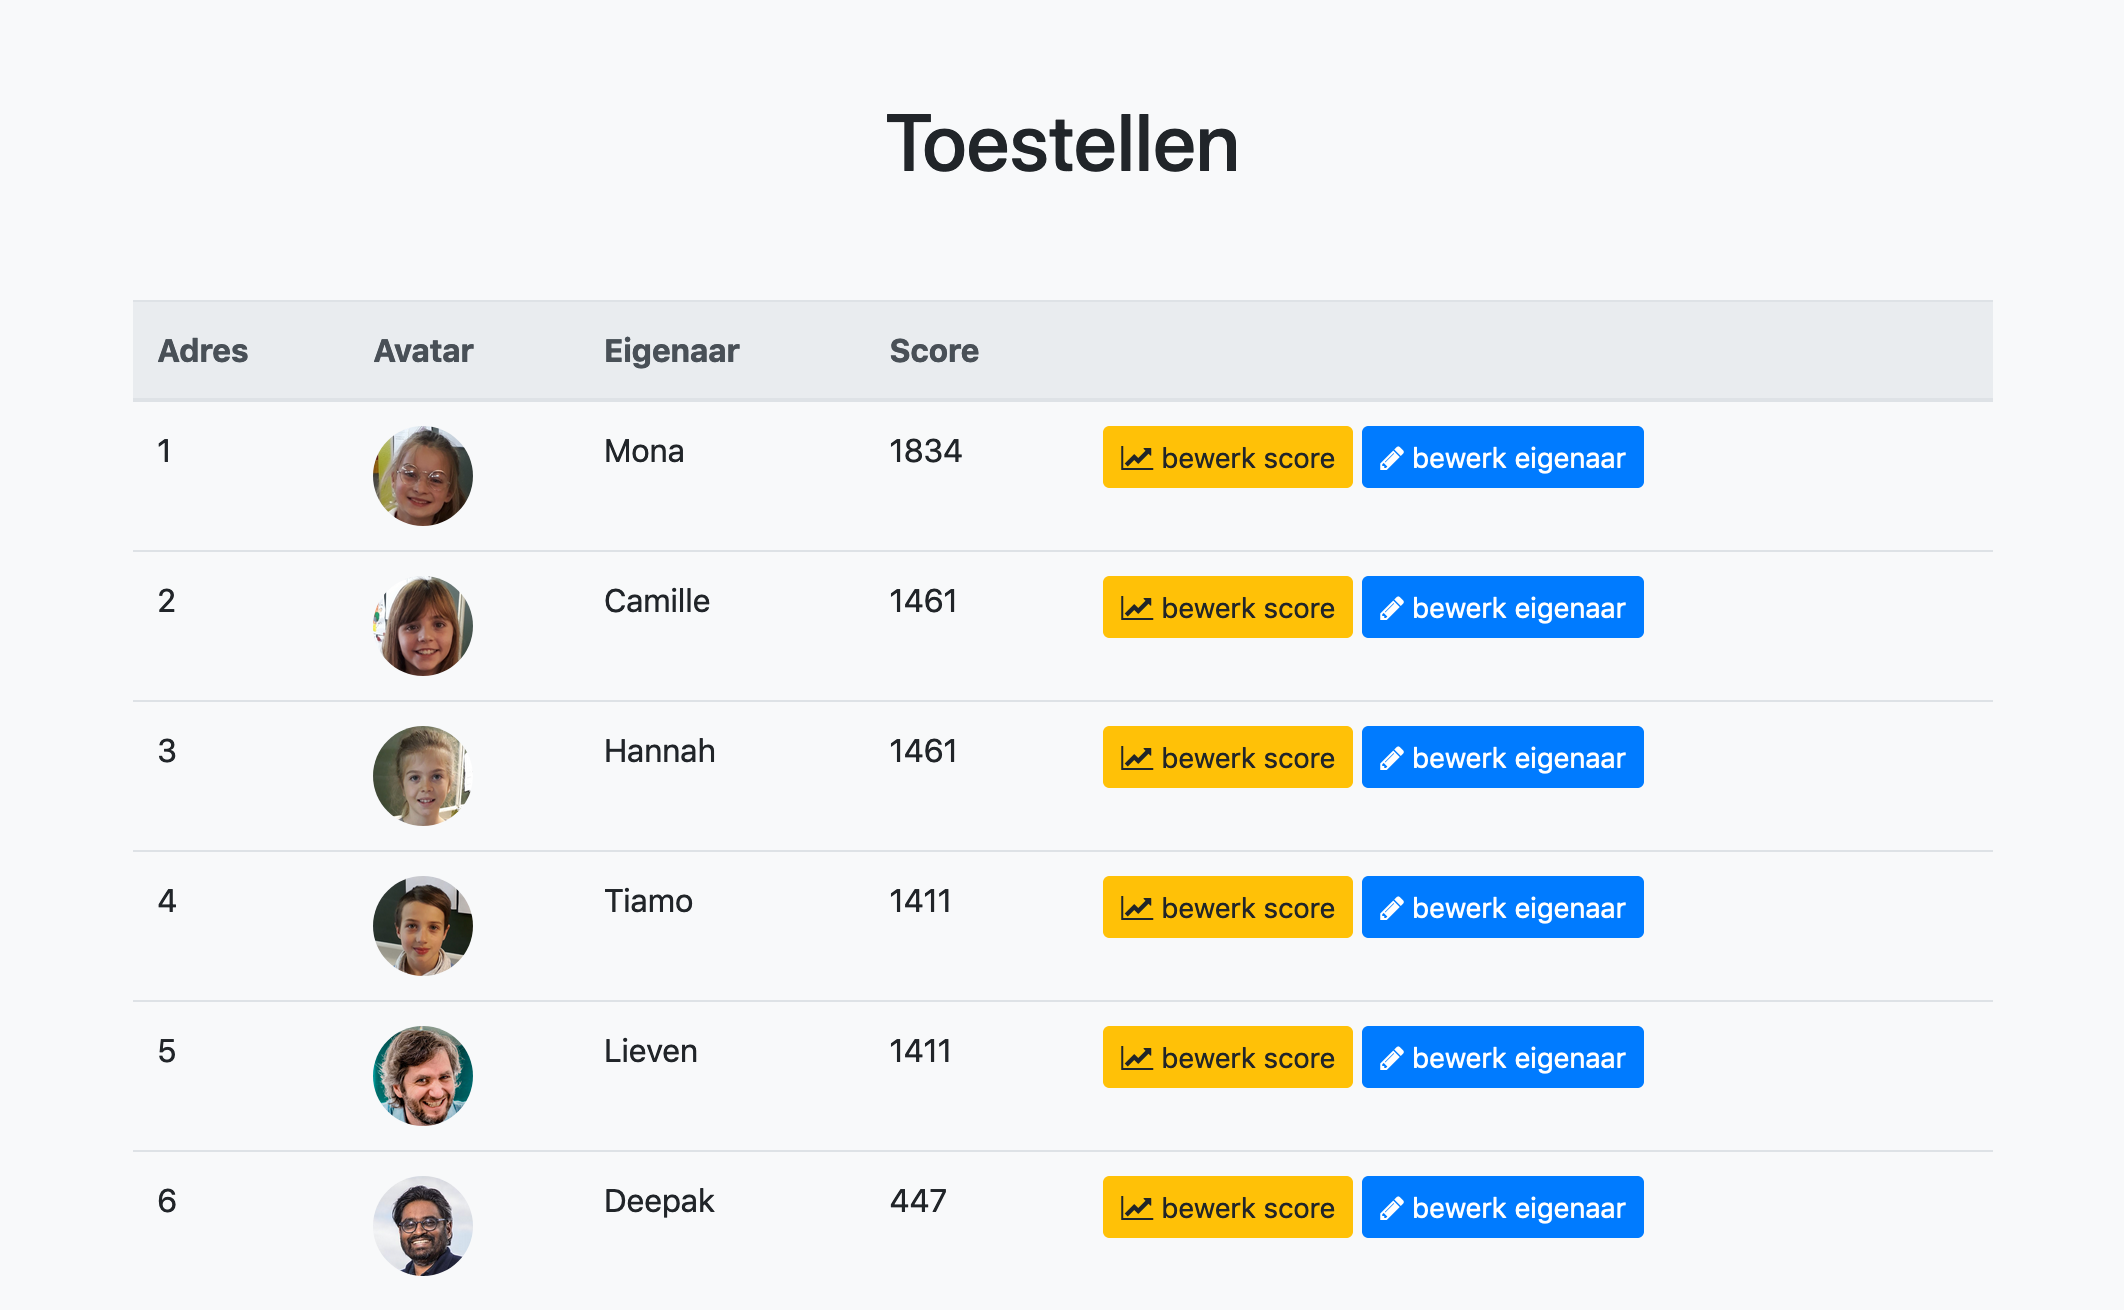 Toestellen
Adres Avatar Eigenaar Score
1 Mona 1834 bewerk score bewerk eigenaar
2 Camille 1461 bewerk score bewerk eigenaar
3 Hannah 1461 bewerk score bewerk eigenaar
4 Tiamo 1411 bewerk score bewerk eigenaar
5 Lieven 1411 bewerk score bewerk eigenaar
6 Deepak 447 bewerk score bewerk eigenaar